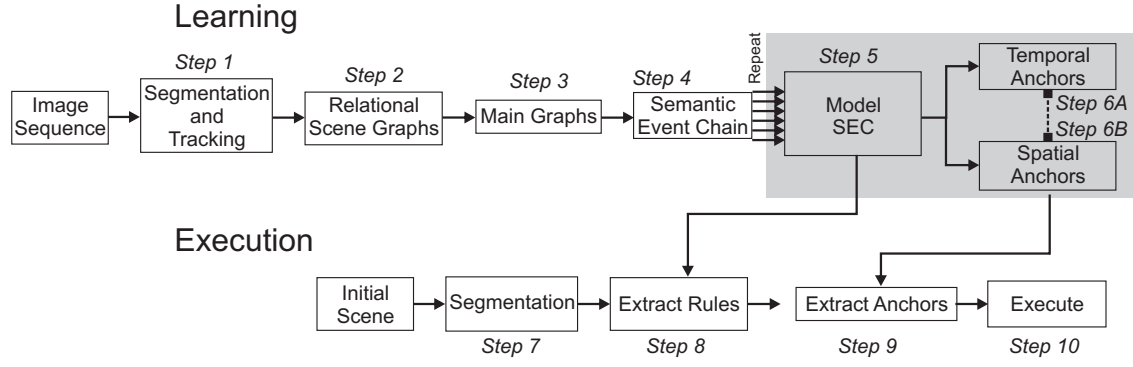 Learning
Step 1
Step 2
Step 3
Step 4
Repeat
Step 5
Image
Sequence
Segmentation
and
Tracking
Relational
Scene Graphs
Main Graphs
Semantic
Event Chain
Model
SEC
Temporal
Anchors
Step 6A
Step 6B
Spatial
Anchors
Execution
Initial
Scene
Segmentation
Extract Rules
Extract Anchors
Execute
Step 7
Step 8
Step 9
Step 10